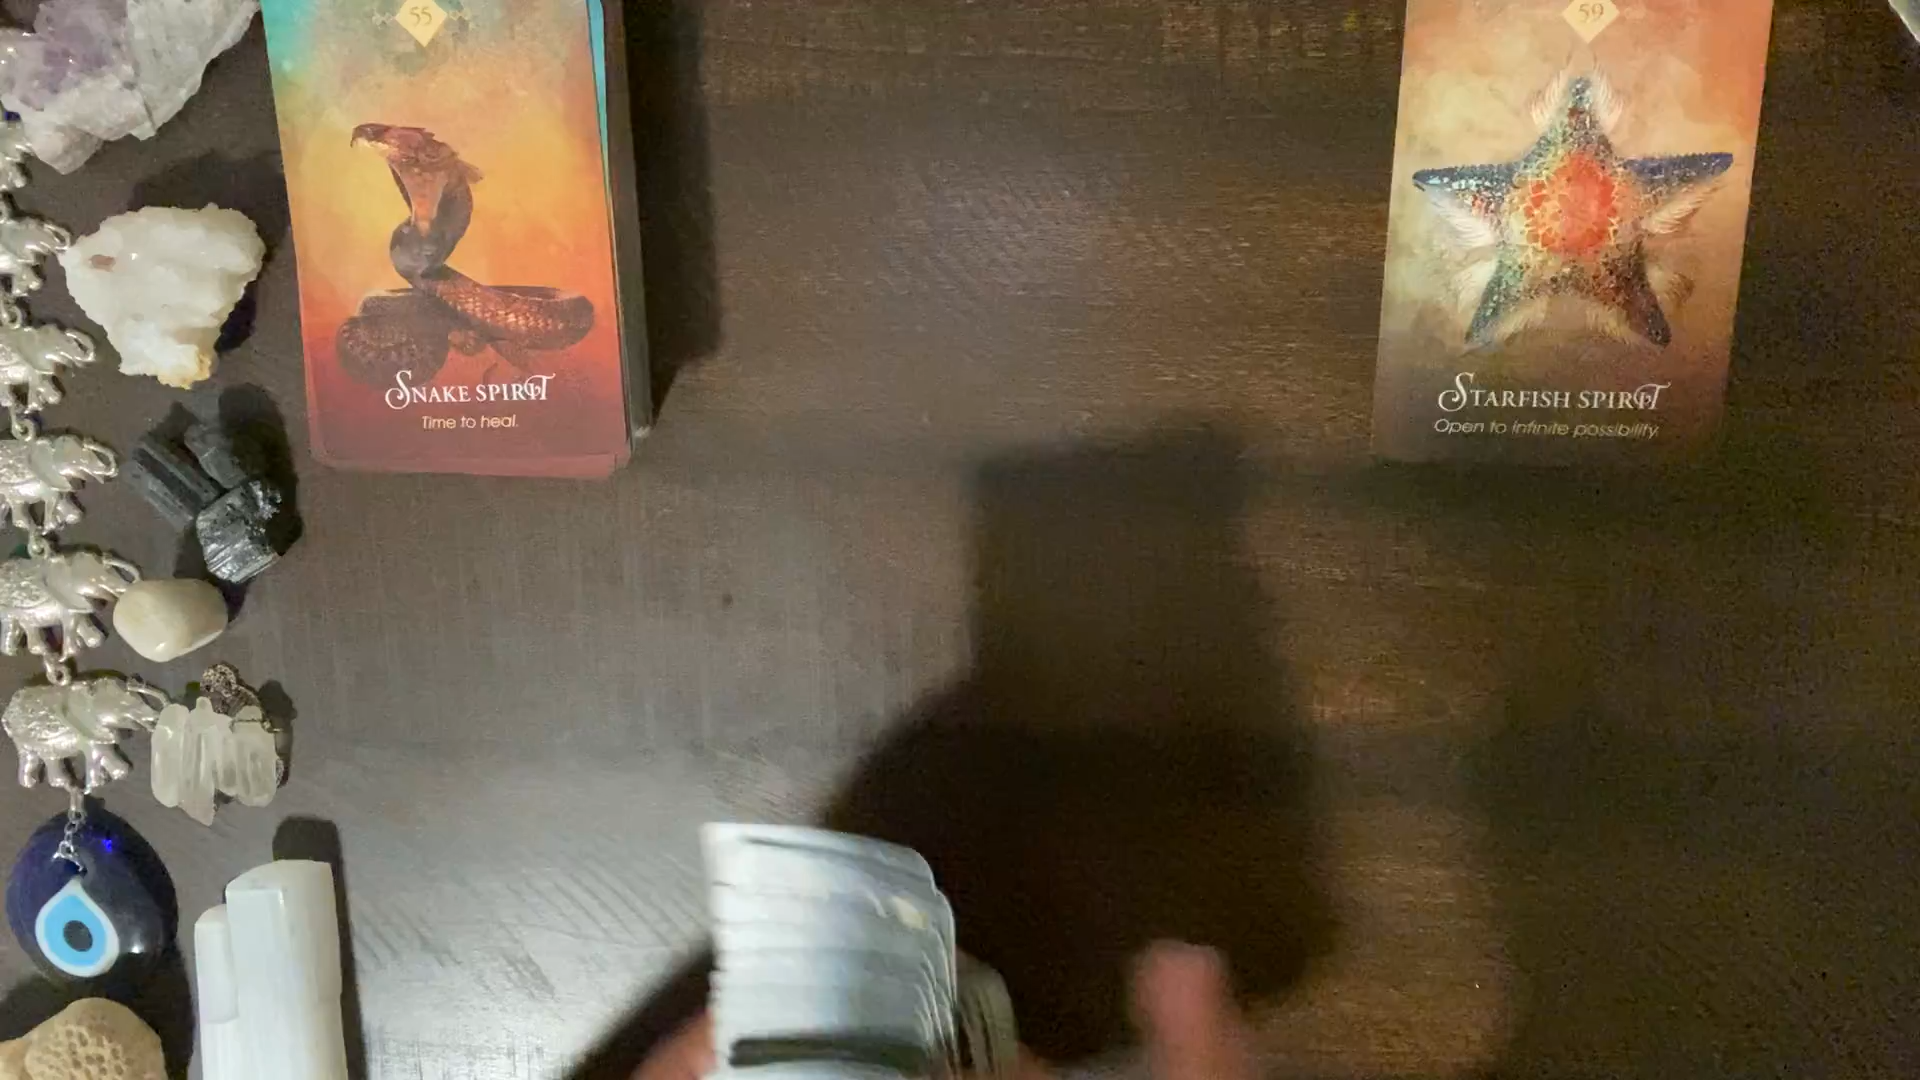 55
SNAKE SPIRIT
Time to heal.
59
STARFISH SPIRIT
Open to infinite possibility.